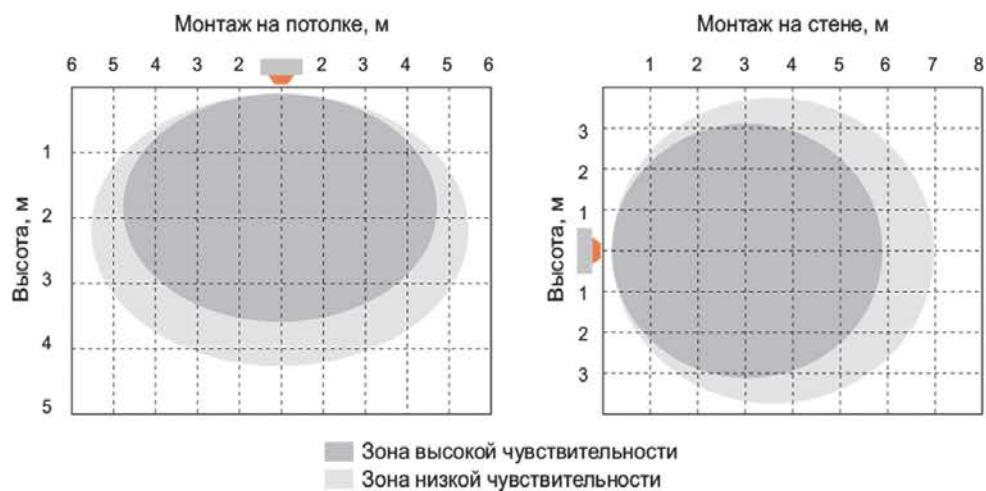 Монтаж на потолке, м
6 5 4 3 2 2 3 4 5 6
Высота, м
1
2
3
4
5
Монтаж на стене, м
1 2 3 4 5 6 7 8
Высота, м
3
2
1
1
2
3
Зона высокой чувствительности
Зона низкой чувствительности